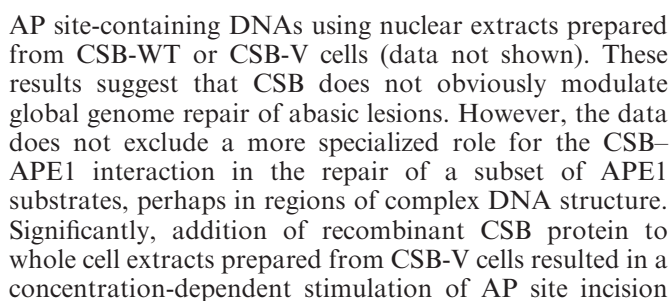 AP site-containing DNAs using nuclear extracts prepared
from CSB-WT or CSB-V cells (data not shown). These
results suggest that CSB does not obviously modulate
global genome repair of abasic lesions. However, the data
does not exclude a more specialized role for the CSB–
APE1 interaction in the repair of a subset of APE1
substrates, perhaps in regions of complex DNA structure.
Significantly, addition of recombinant CSB protein to
whole cell extracts prepared from CSB-V cells resulted in a
concentration-dependent stimulation of AP site incision